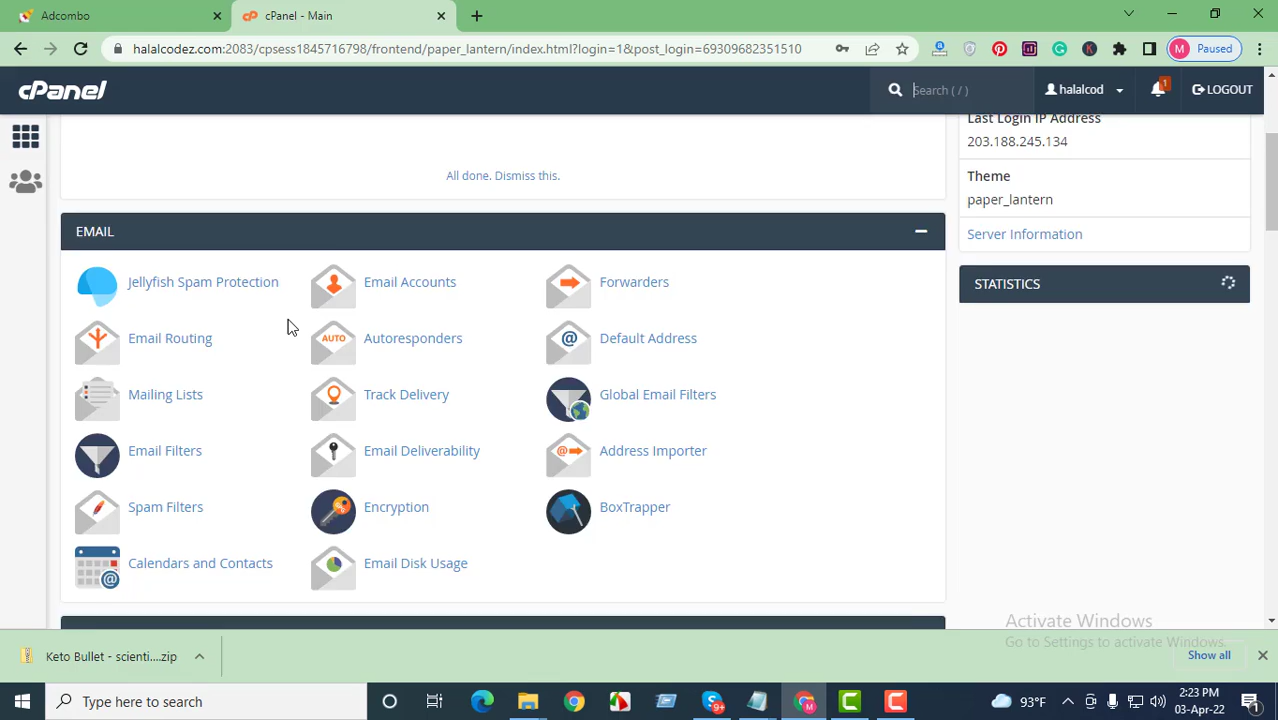 Adcombo
cPanel - Main
halalcodez.com:2083/cpsess1845716798/frontend/paper_lantern/index.html?login=1&post_login=69309682351510
M Paused
cPanel
Search ( / )
halalcod
1
LOGOUT
Last Login IP Address
203.188.245.134
Theme
paper_lantern
Server Information
STATISTICS
All done. Dismiss this.
EMAIL
Jellyfish Spam Protection
Email Accounts
Forwarders
Email Routing
AUTO
Autoresponders
@
Default Address
Mailing Lists
Track Delivery
Global Email Filters
Email Filters
Email Deliverability
@
Address Importer
Spam Filters
Encryption
BoxTrapper
@
Calendars and Contacts
Email Disk Usage
Activate Windows
Go to Settings to activate Windows.
Keto Bullet - scienti....zip
Show all
Type here to search
9+
M
93°F
2:23 PM
03-Apr-22
1